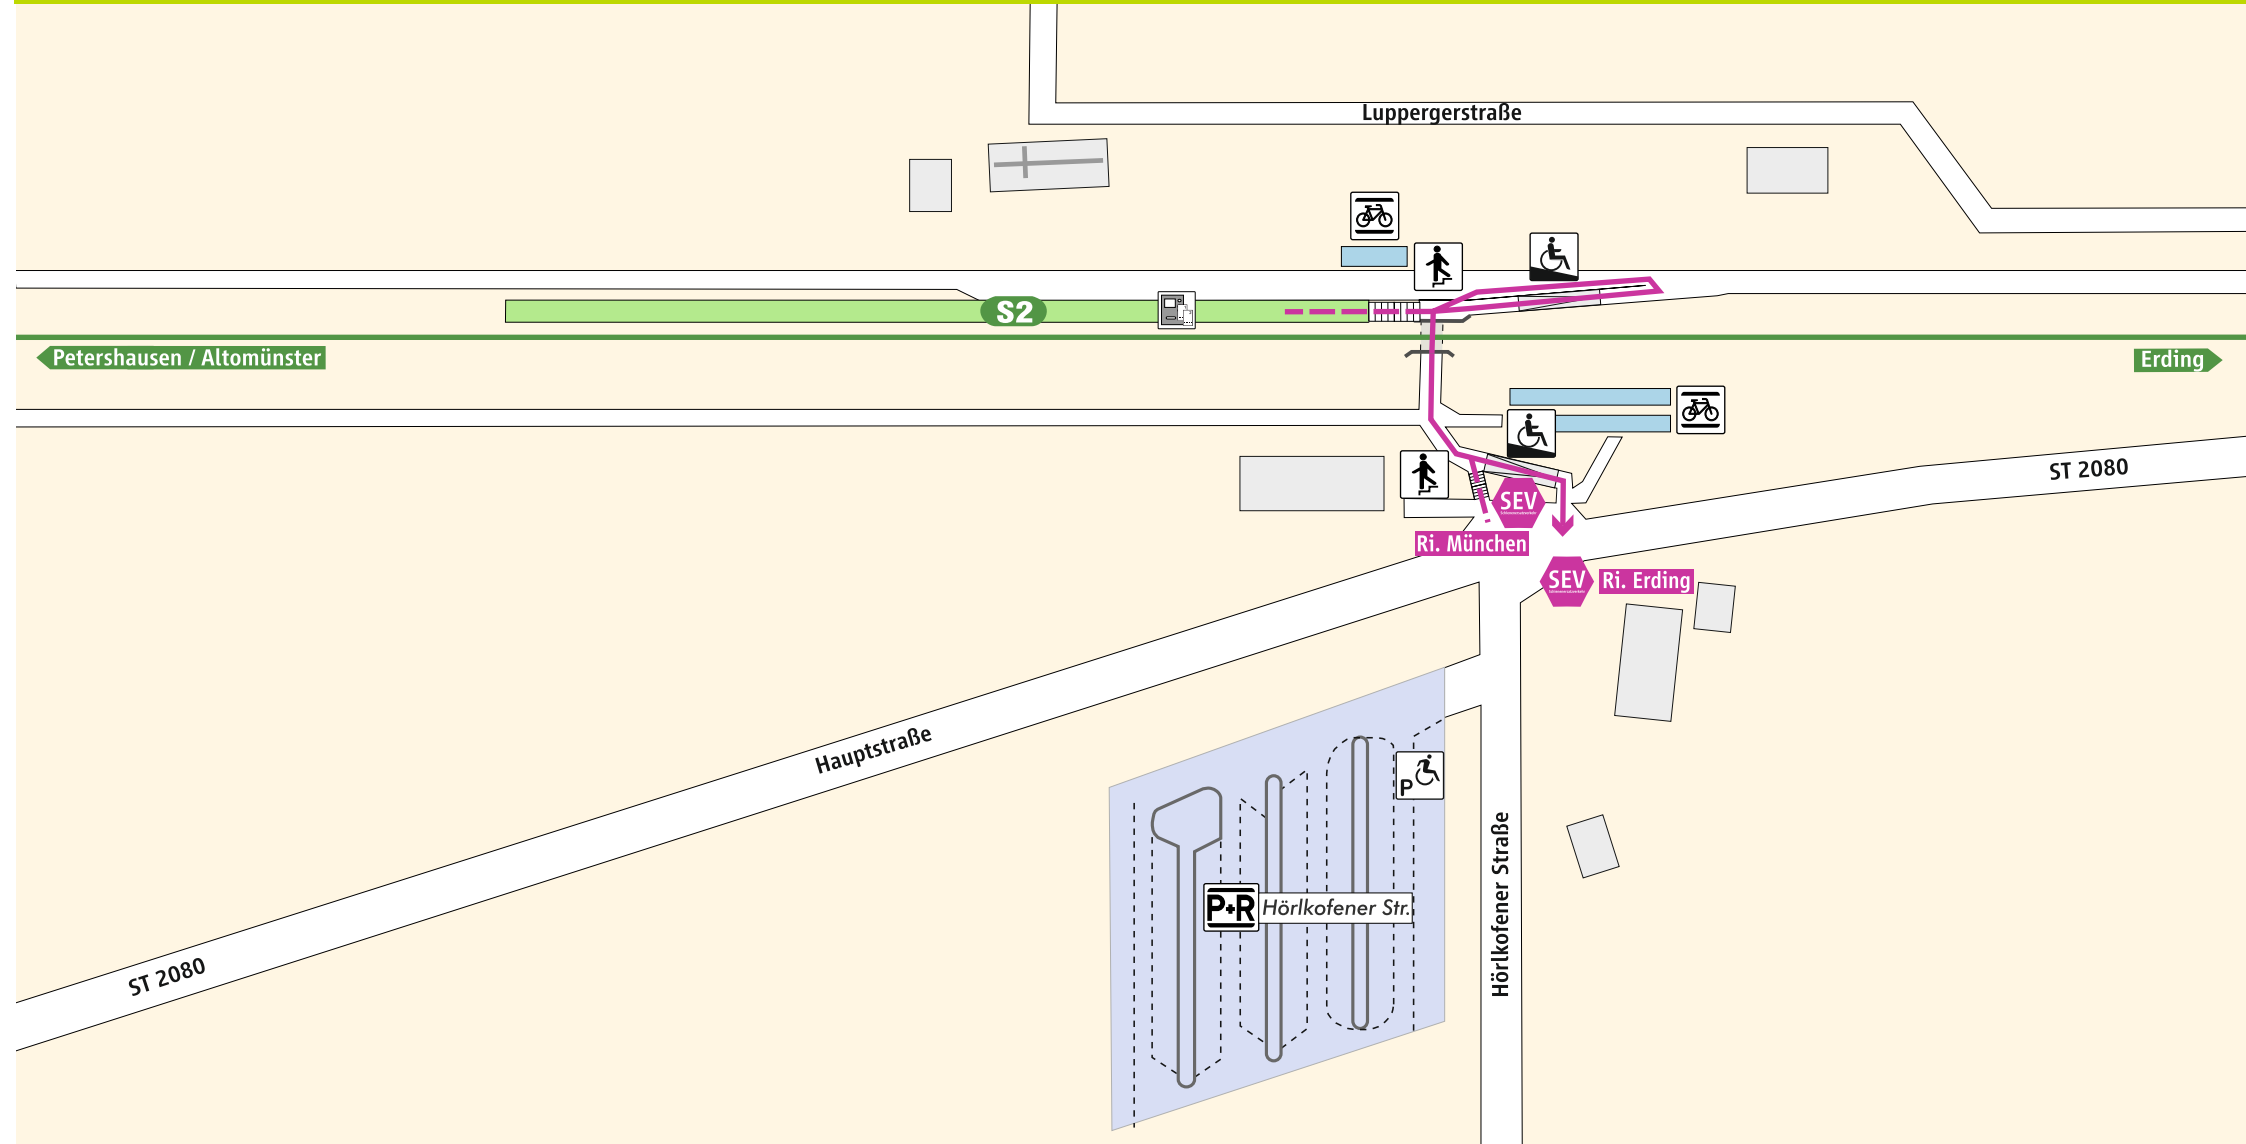 Luppergerstraße
S2
Petershausen / Altomünster
Erding
ST 2080
SEV
Ri. München
SEV
Ri. Erding
Hauptstraße
P
P+R
Hörlkofener Str.
Hörlkofener Straße
ST 2080